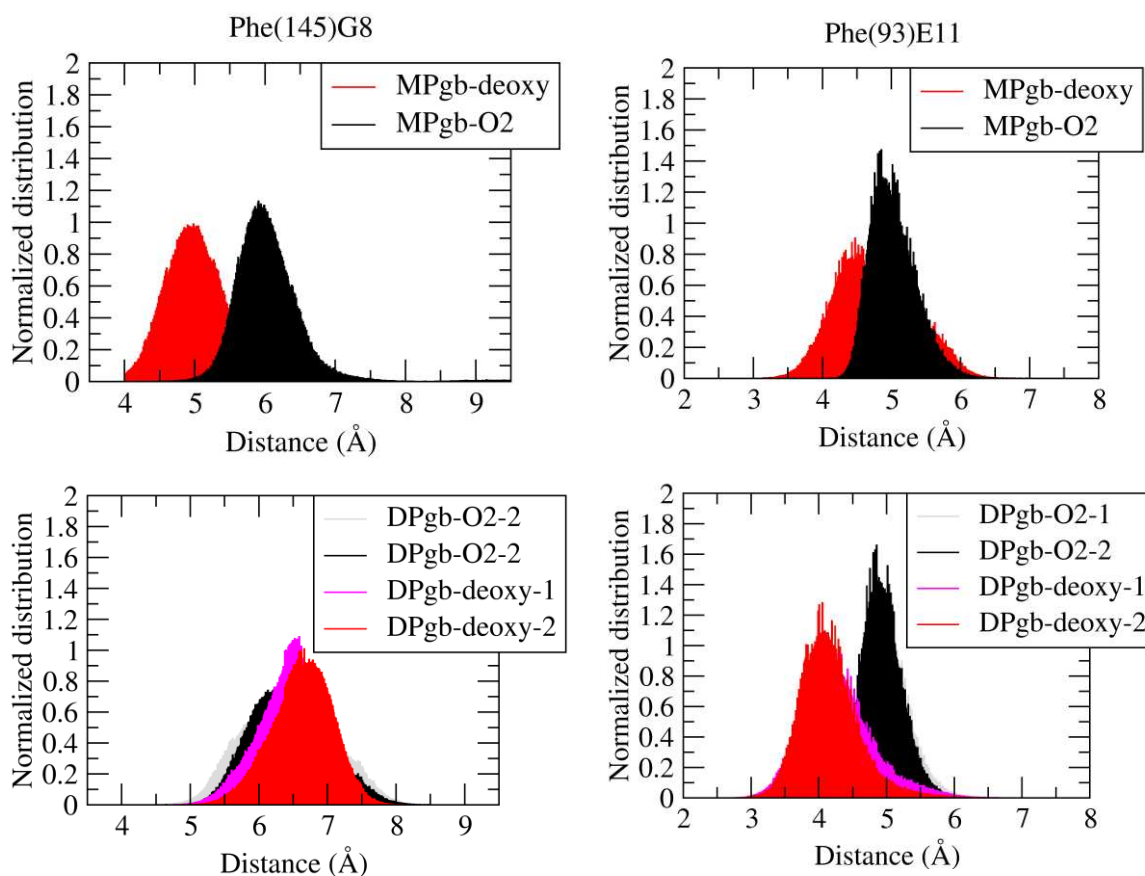 Phe(145)G8
Normalized distribution
2
1.8
1.6
1.4
1.2
1
0.8
0.6
0.4
0.2
0
MPgb-deoxy
MPgb-O2
4 5 6 7 8 9
Distance (Å)
Phe(93)E11
Normalized distribution
2
1.8
1.6
1.4
1.2
1
0.8
0.6
0.4
0.2
0
MPgb-deoxy
MPgb-O2
2 3 4 5 6 7 8
Distance (Å)
Normalized distribution
2
1.8
1.6
1.4
1.2
1
0.8
0.6
0.4
0.2
0
DPgb-O2-2
DPgb-O2-2
DPgb-deoxy-1
DPgb-deoxy-2
4 5 6 7 8 9
Distance (Å)
Normalized distribution
2
1.8
1.6
1.4
1.2
1
0.8
0.6
0.4
0.2
0
DPgb-O2-1
DPgb-O2-2
DPgb-deoxy-1
DPgb-deoxy-2
2 3 4 5 6 7 8
Distance (Å)